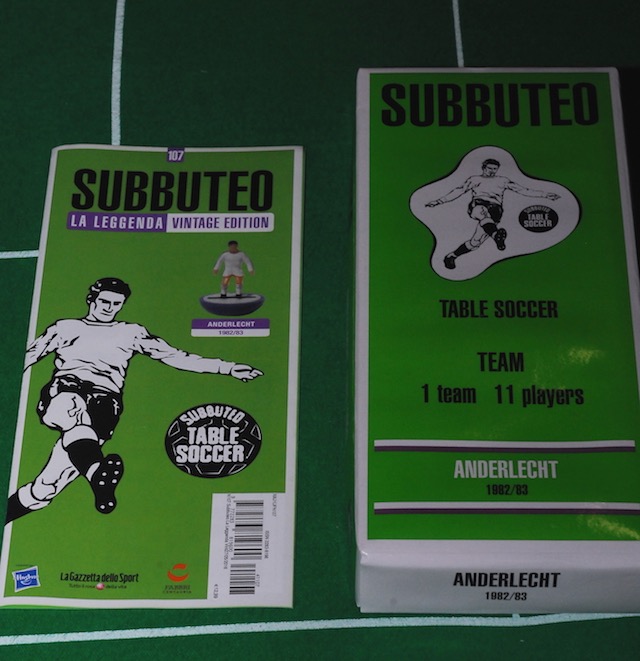 107
SUBBUTEO
LA LEGGENDA VINTAGE EDITION
ANDERLECHT
1982/83
SUBBUTEO
TABLE
SOCCER
Hasbro
La Gazzetta dello Sport
SUBBUTEO
SUBBUTEO
TABLE
SOCCER
TABLE SOCCER
TEAM
1 team 11 players
ANDERLECHT
1982/83
ANDERLECHT
1982/83